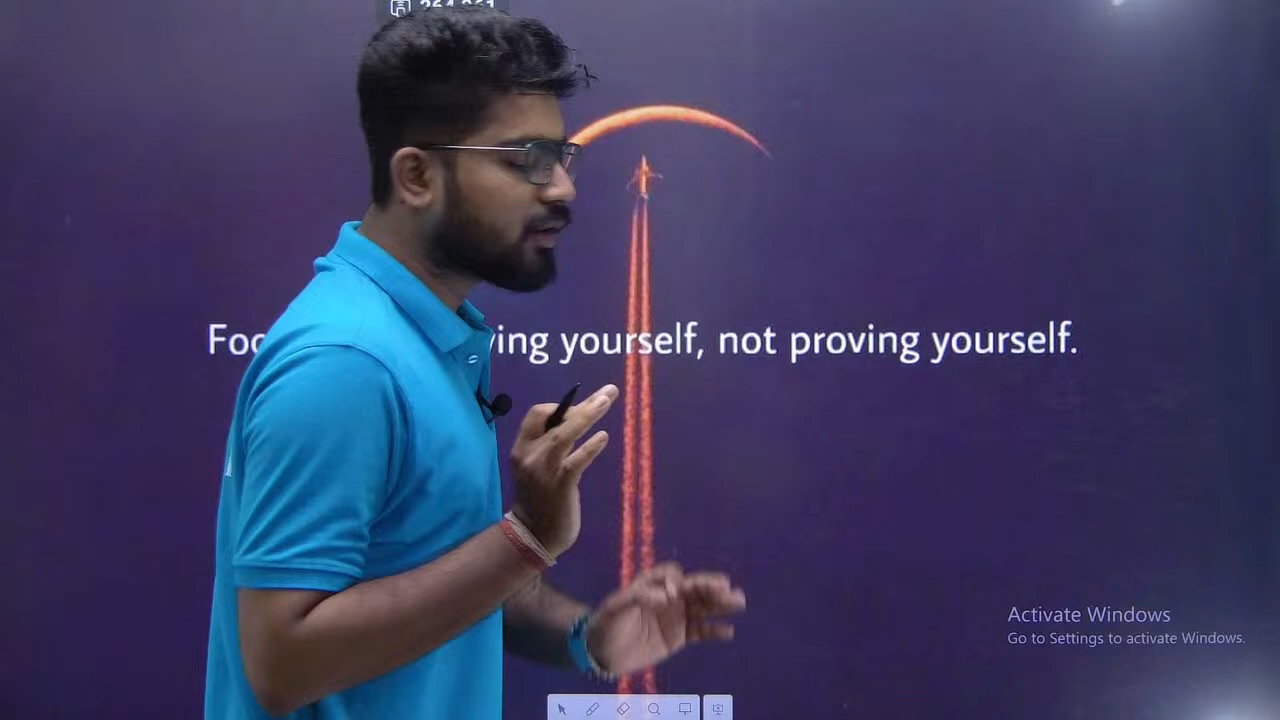 Foc ving yourself, not proving yourself.
Activate Windows
Go to Settings to activate Windows.